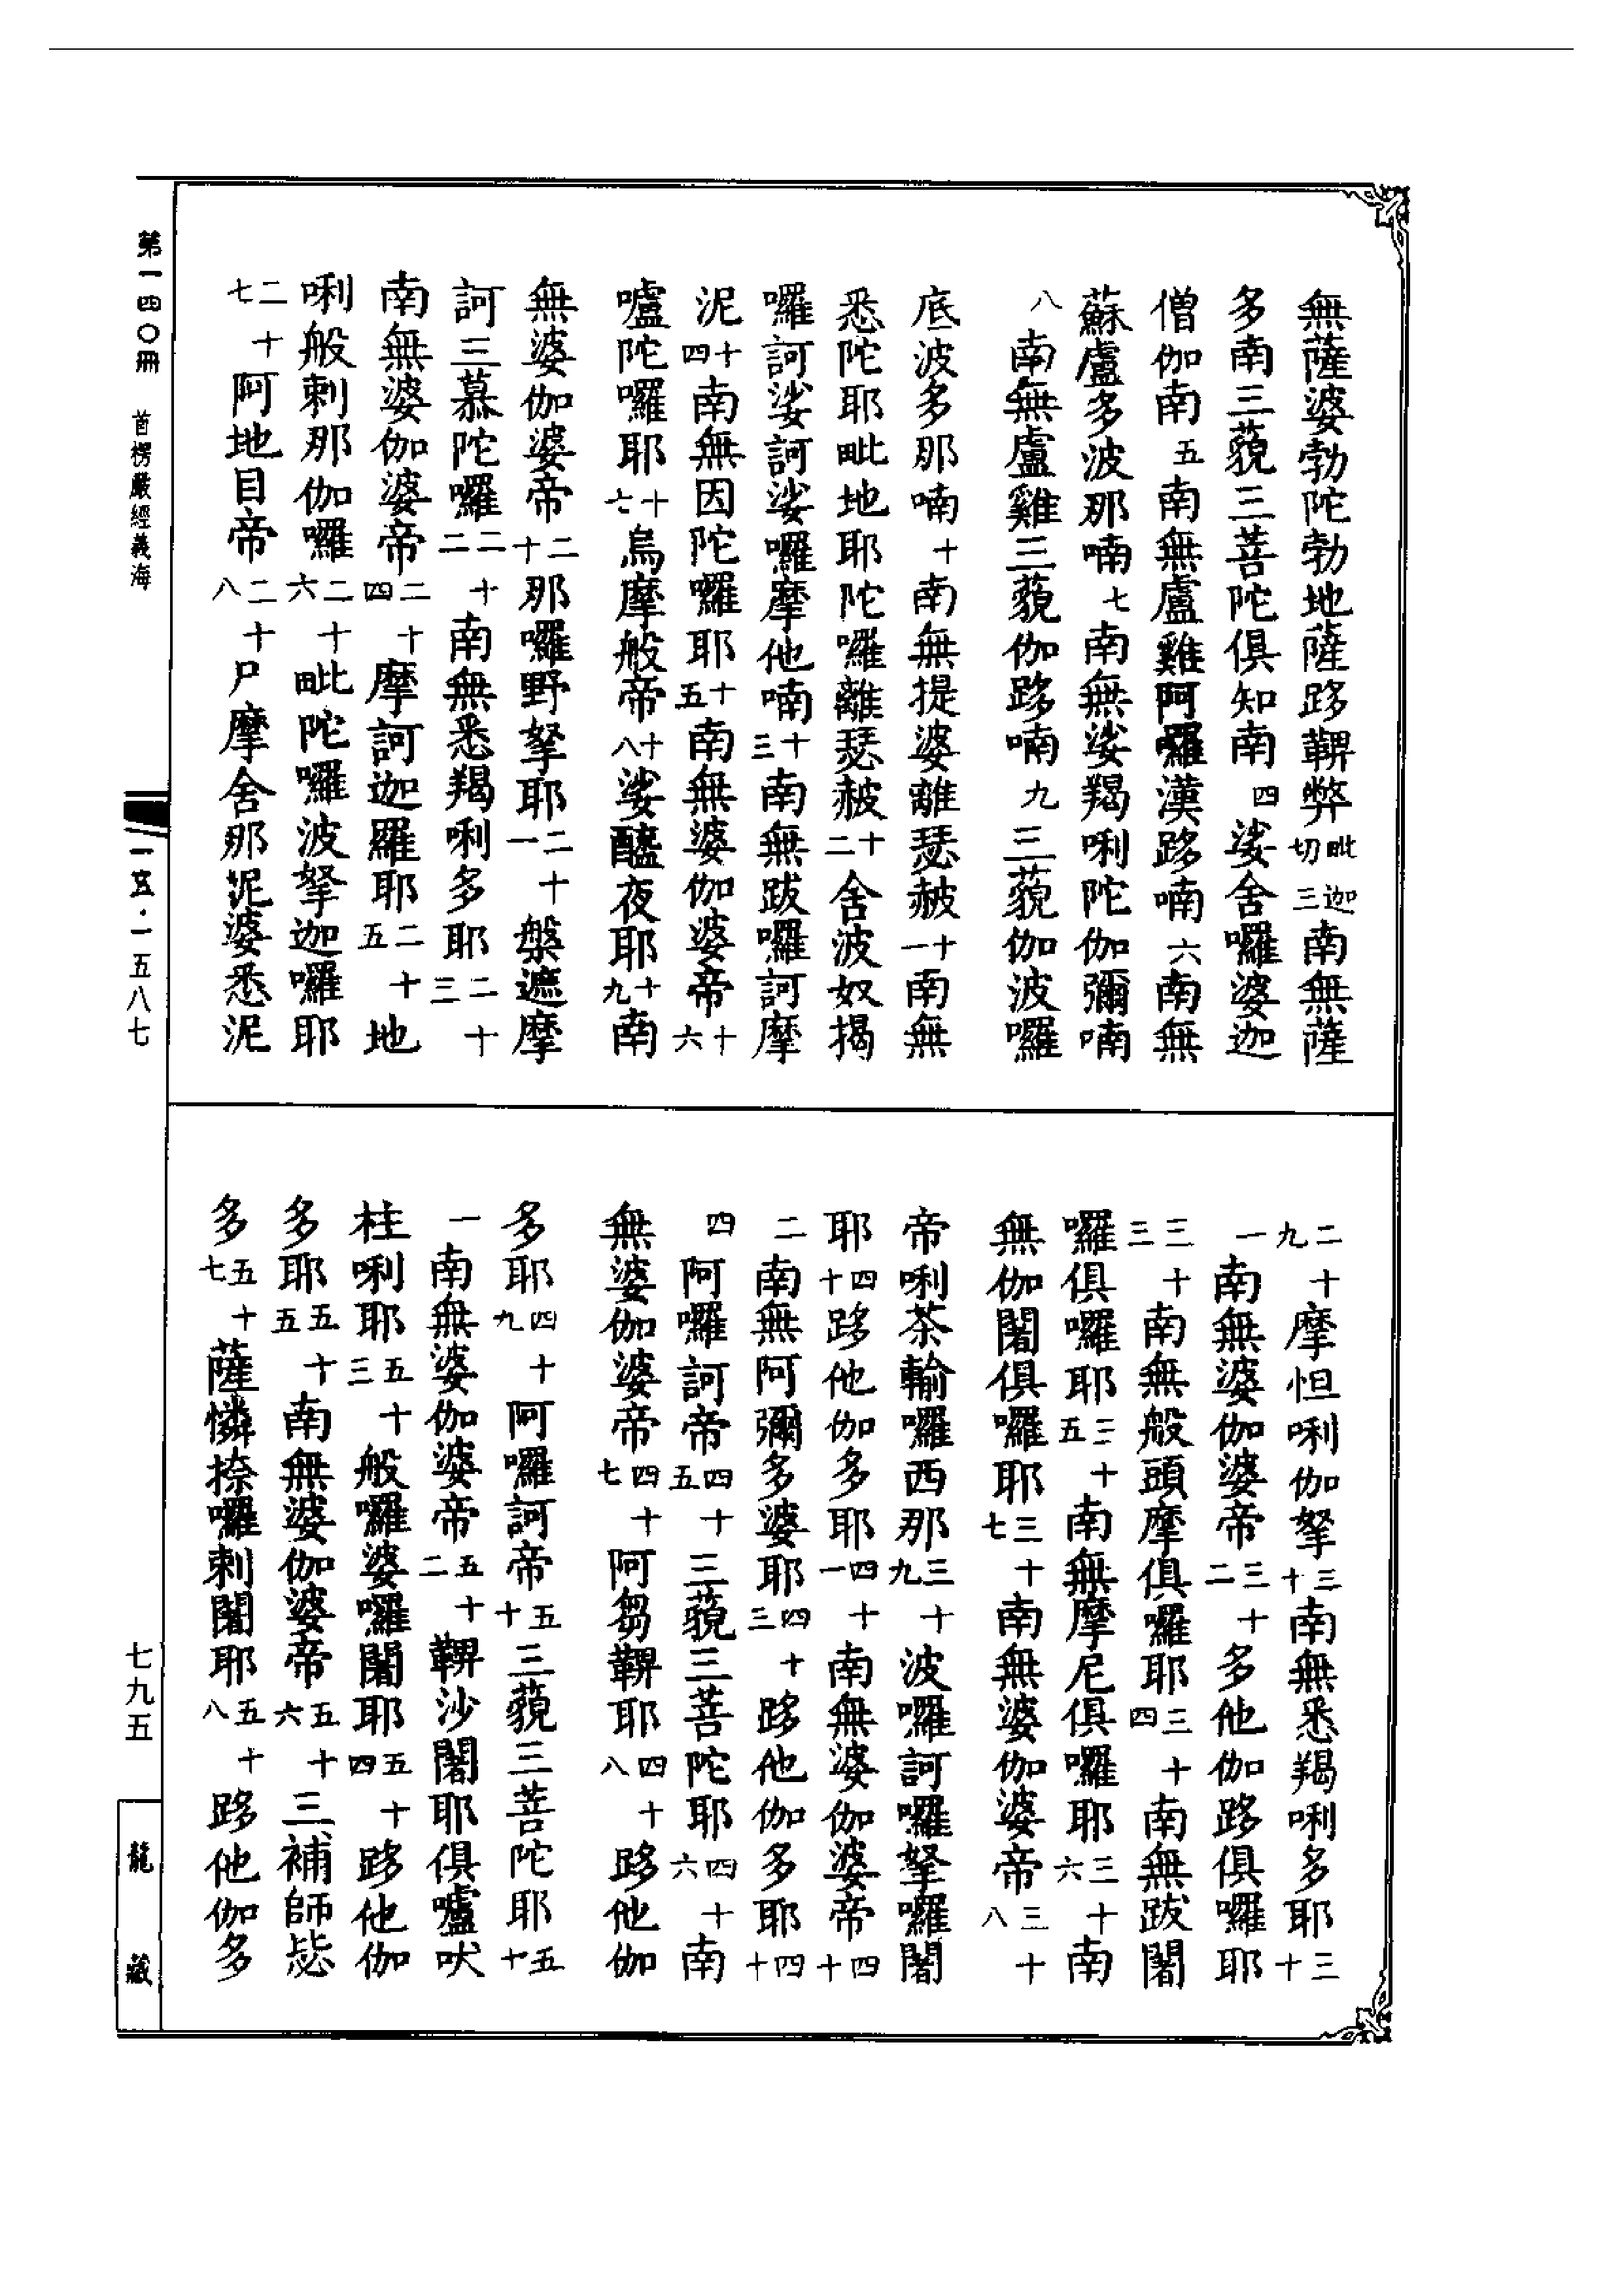 無薩婆勃陀勃地薩跢鞞弊毗迦切三南無薩
多南三藐三菩陀俱知南四娑舍囉婆迦
僧伽南五南無盧雞阿囉漢跢喃六南無
蘇盧多波那喃七南無娑羯唎陀伽彌喃
八南無盧雞三藐伽跢喃九三藐伽波囉
底波多那喃十南無提婆離瑟赧十一南無
悉陀耶毗地耶陀囉離瑟赧十二舍波奴揭
囉訶娑訶娑囉摩他喃十三南無跋囉訶摩
泥十四南無因陀囉耶十五南無婆伽婆帝十六
嚧陀囉耶十七烏摩般帝十八娑醯夜耶十九南
無婆伽婆帝二十那囉野拏耶二十一槃遮摩
訶三慕陀囉二十二南無悉羯唎多耶二十三
南無婆伽婆帝二十四摩訶迦羅耶二十五地
唎般刺那伽囉二十六毗陀囉波拏迦囉耶
二十七阿地目帝二十八尸摩舍那泥婆悉泥
二十九摩怛唎伽拏三十南無悉羯唎多耶三十
一南無婆伽婆帝三十二多他伽跢俱囉耶
三十三南無般頭摩俱囉耶三十四南無跋闍
囉俱囉耶三十五南無摩尼俱囉耶三十六南
無伽闍俱囉耶三十七南無婆伽婆帝三十八
帝唎茶輸囉西那三十九波囉訶囉拏囉闍
耶四十跢他伽多耶四十一南無婆伽婆帝四十
二南無阿彌多婆耶四十三跢他伽多耶四十
四阿囉訶帝四十五三藐三菩陀耶四十六南
無婆伽婆帝四十七阿芻鞞耶四十八跢他伽
多耶四十九阿囉訶帝五十三藐三菩陀耶五十
一南無婆伽婆帝五十二鞞沙闍耶俱嚧吠
柱唎耶五十三般囉婆囉闍耶五十四跢他伽
多耶五十五南無婆伽婆帝五十六三補師毖
多五十七薩憐捺囉剌闍耶五十八跢他伽多
第一四〇冊 首楞嚴經義海
一五五·一五八七
七九五
龍藏